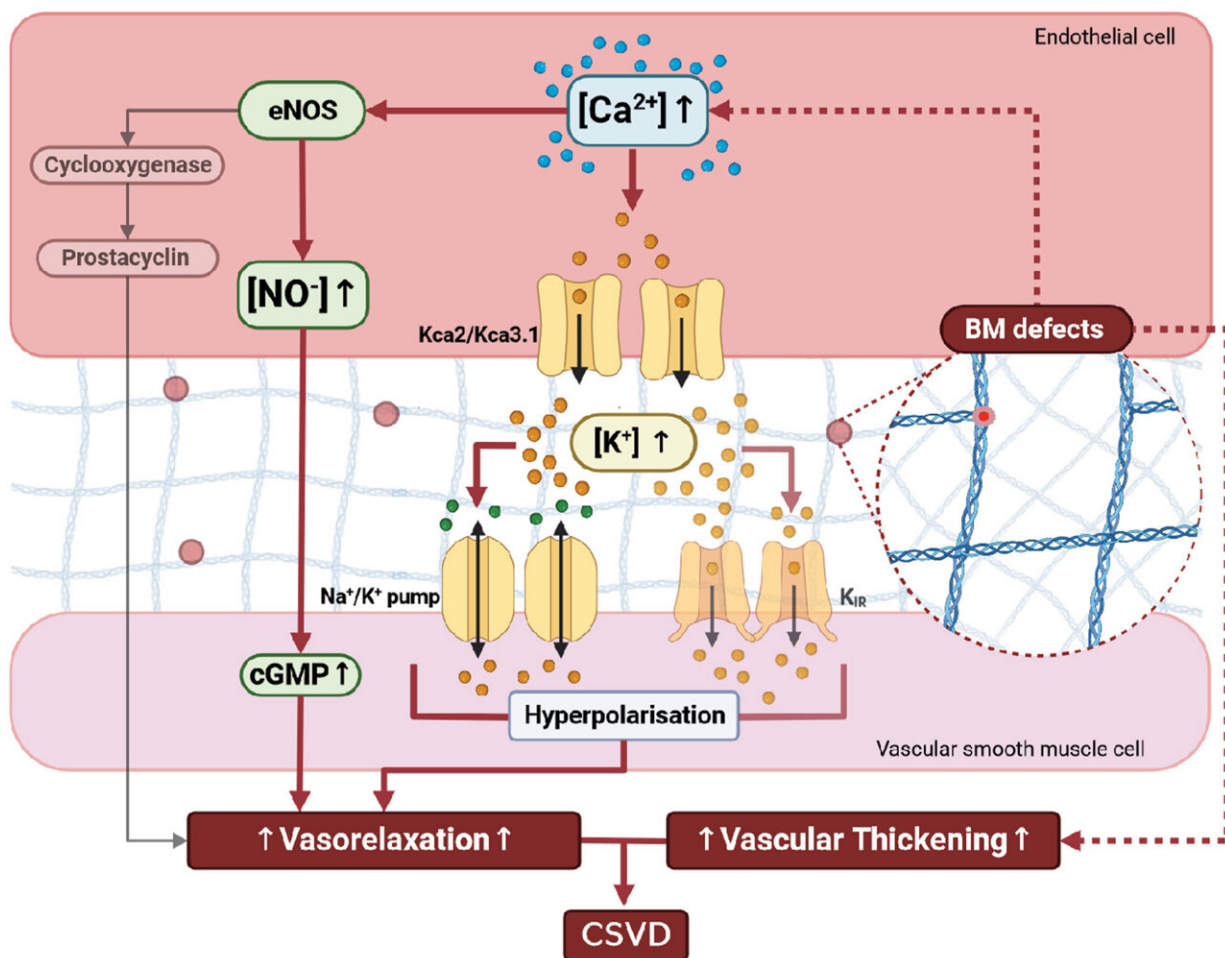 Endothelial cell
eNOS
[Ca²⁺] ↑
Cyclooxygenase
Prostacyclin
[NO⁻] ↑
Kca2/Kca3.1
BM defects
[K⁺] ↑
Na⁺/K⁺ pump
KIR
cGMP ↑
Hyperpolarisation
Vascular smooth muscle cell
↑ Vasorelaxation ↑
↑ Vascular Thickening ↑
CSVD